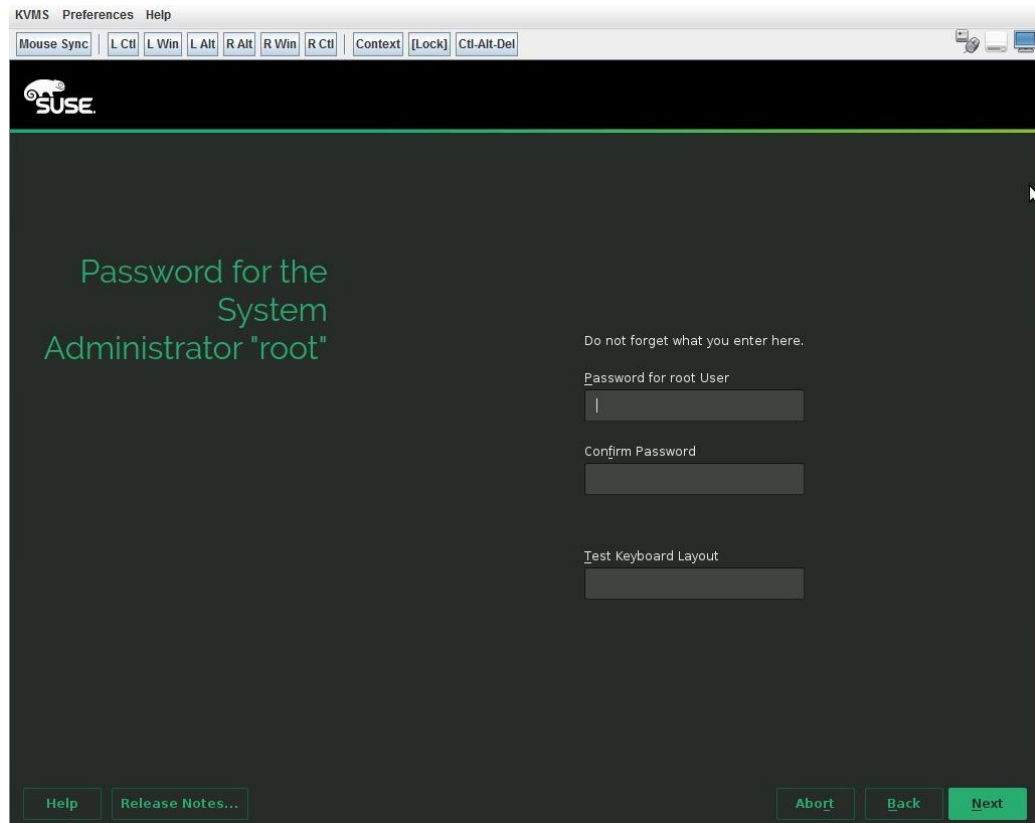 KVMS Preferences Help
Mouse Sync L Ctl L Win L Alt R Alt R Win R Ctl Context [Lock] Ctl-Alt-Del
SUSE.
Password for the
System
Administrator "root"
Do not forget what you enter here.
Password for root User
Confirm Password
Test Keyboard Layout
Help Release Notes... Abort Back Next